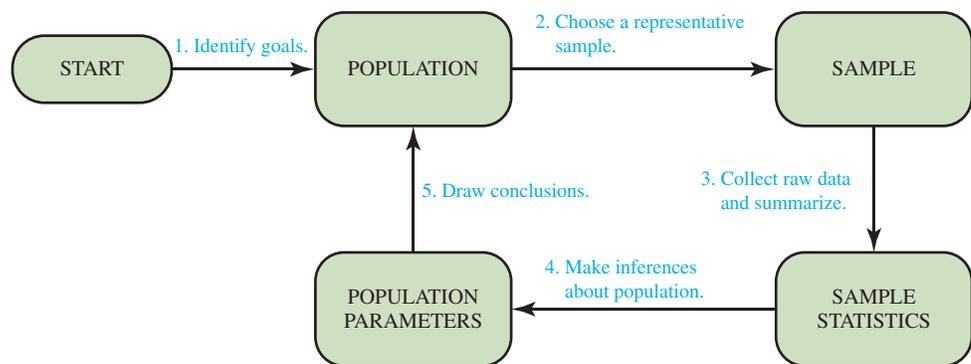 START
1. Identify goals.
POPULATION
2. Choose a representative
sample.
SAMPLE
3. Collect raw data
and summarize.
SAMPLE
STATISTICS
4. Make inferences
about population.
POPULATION
PARAMETERS
5. Draw conclusions.